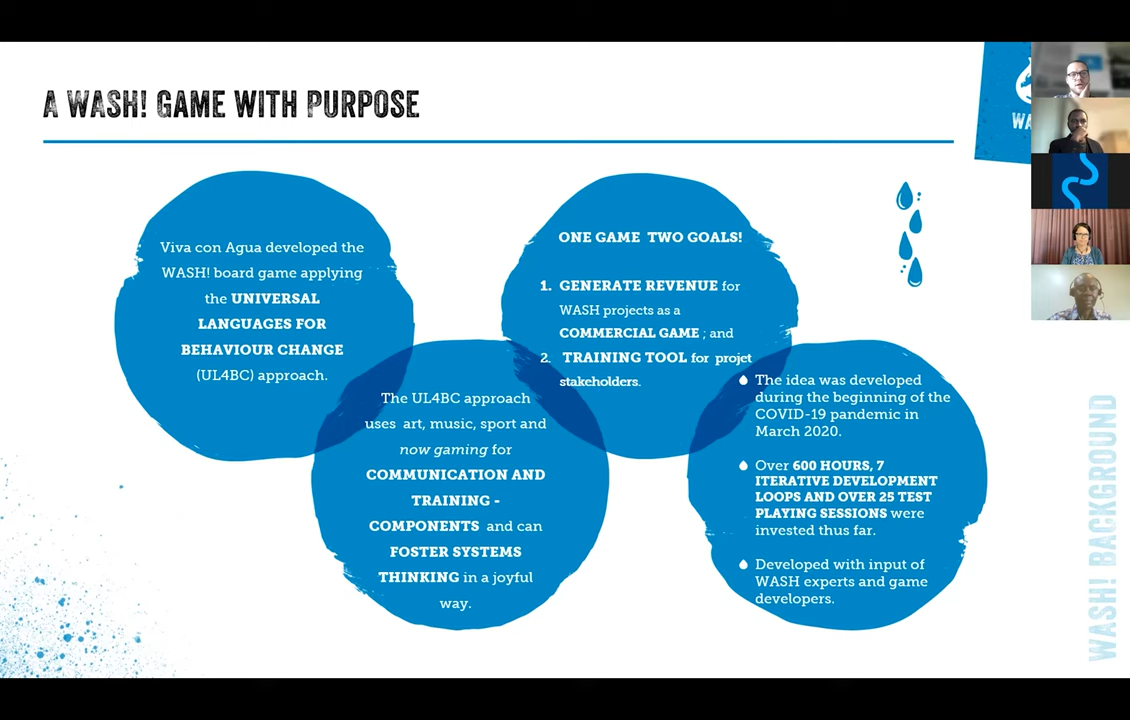 A WASH! GAME WITH PURPOSE
Viva con Agua developed the
WASH! board game applying
the UNIVERSAL
LANGUAGES FOR
BEHAVIOUR CHANGE
(UL4BC) approach.
The UL4BC approach
uses art, music, sport and
now gaming for
COMMUNICATION AND
TRAINING -
COMPONENTS and can
FOSTER SYSTEMS
THINKING in a joyful
way.
ONE GAME TWO GOALS!
1. GENERATE REVENUE for
WASH projects as a
COMMERCIAL GAME ; and
2. TRAINING TOOL for projet
stakeholders.
The idea was developed
during the beginning of the
COVID-19 pandemic in
March 2020.
Over 600 HOURS, 7
ITERATIVE DEVELOPMENT
LOOPS AND OVER 25 TEST
PLAYING SESSIONS were
invested thus far.
Developed with input of
WASH experts and game
developers.
WASH! BACKGROUND